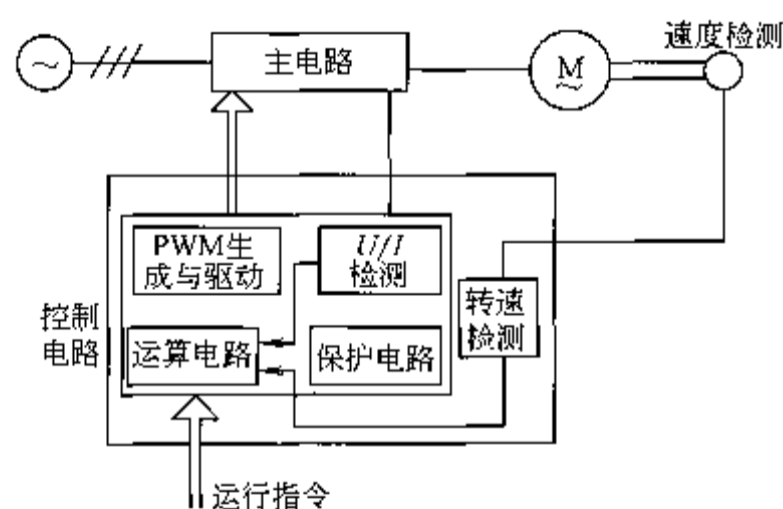 速度检测
主电路
M
~
~
PWM生
成与驱动
U/I
检测
控制
电路
转速
检测
运算电路
保护电路
运行指令